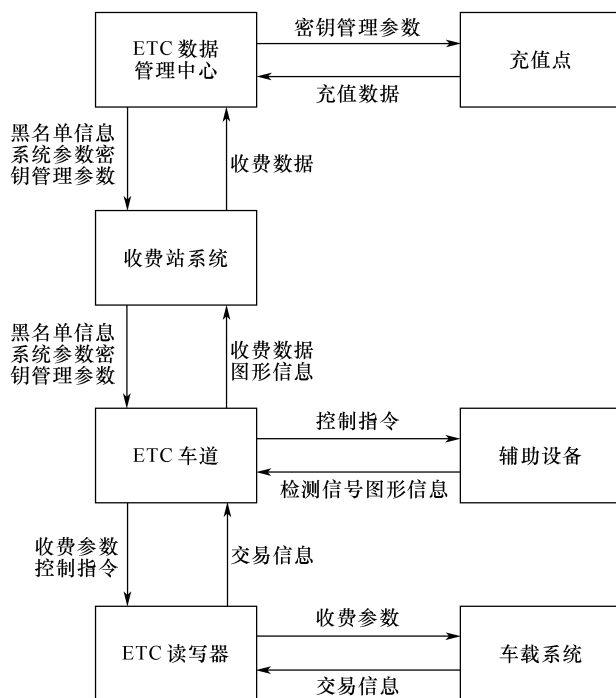 ETC 数据
管理中心
密钥管理参数
充值点
充值数据
黑名单信息
系统参数密
钥管理参数
收费数据
收费站系统
黑名单信息
系统参数密
钥管理参数
收费数据
图形信息
ETC 车道
控制指令
辅助设备
检测信号图形信息
收费参数
控制指令
交易信息
ETC 读写器
收费参数
车载系统
交易信息